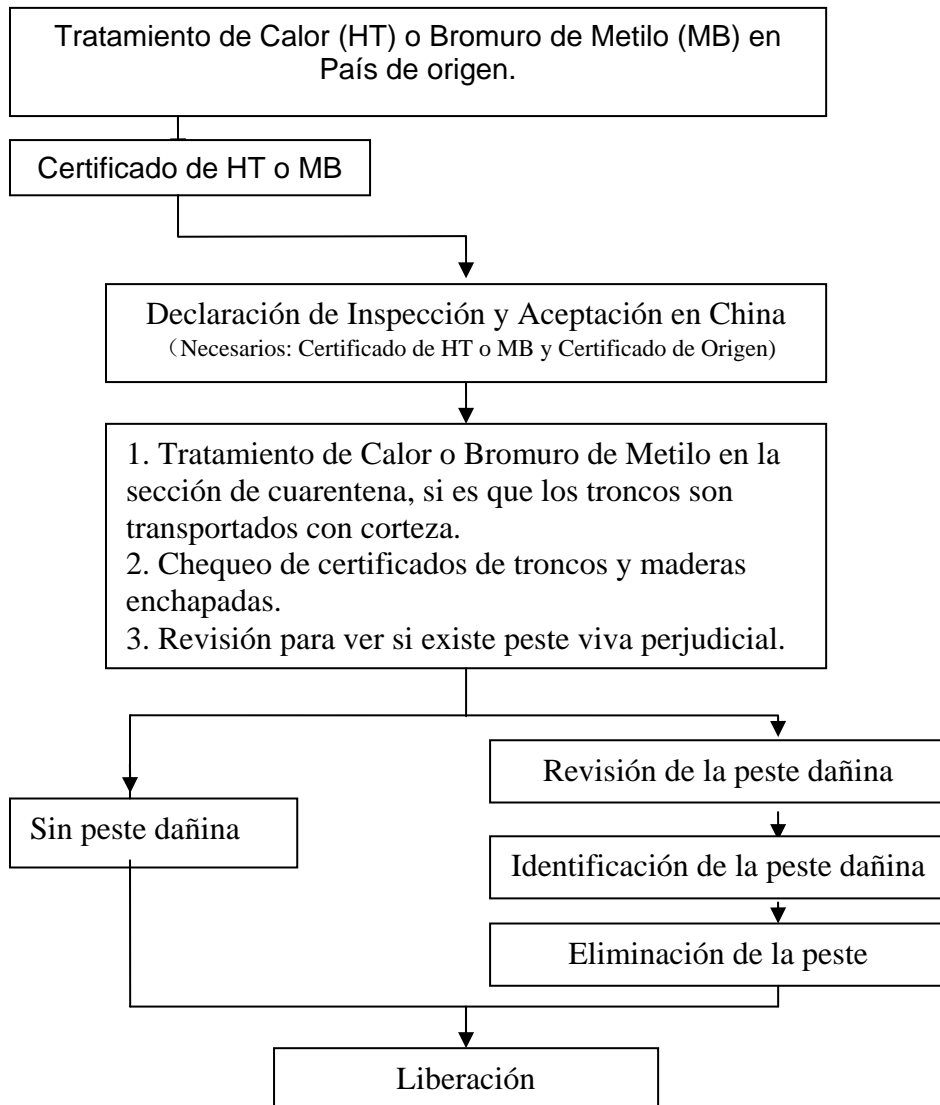 Tratamiento de Calor (HT) o Bromuro de Metilo (MB) en
País de origen.
Certificado de HT o MB
Declaración de Inspección y Aceptación en China
（Necesarios: Certificado de HT o MB y Certificado de Origen)
1. Tratamiento de Calor o Bromuro de Metilo en la
sección de cuarentena, si es que los troncos son
transportados con corteza.
2. Chequeo de certificados de troncos y maderas
enchapadas.
3. Revisión para ver si existe peste viva perjudicial.
Sin peste dañina
Revisión de la peste dañina
Identificación de la peste dañina
Eliminación de la peste
Liberación